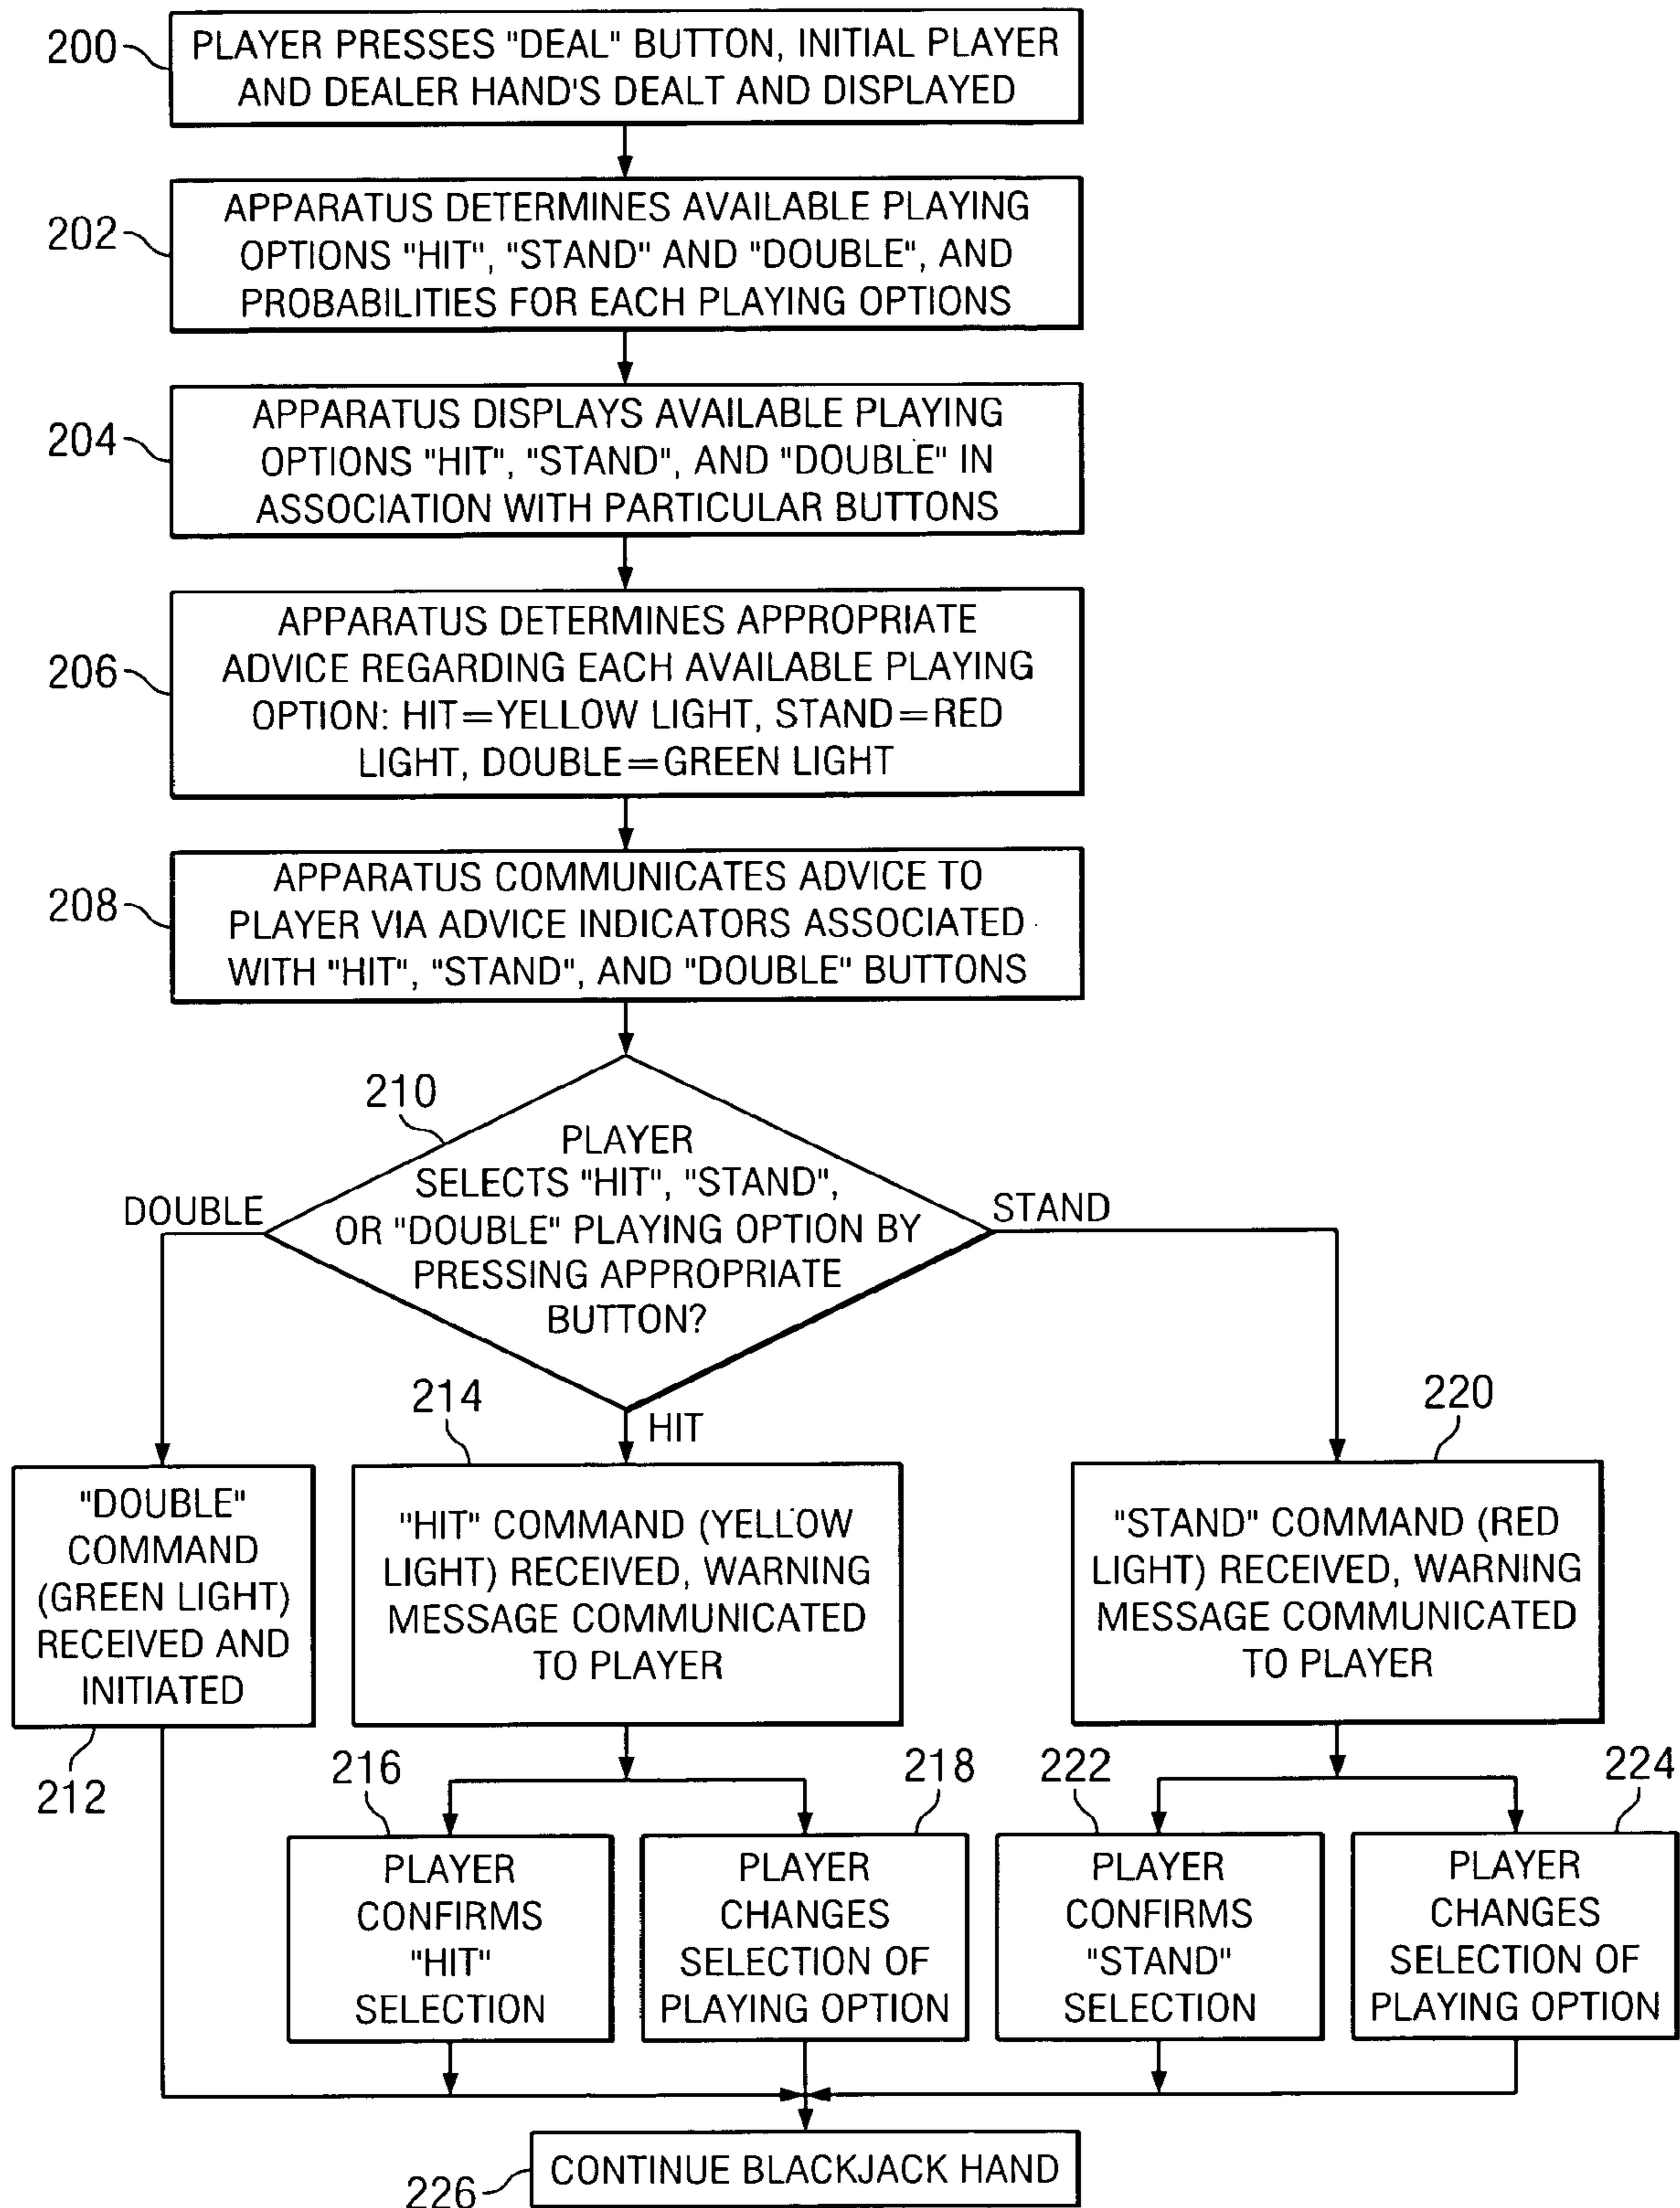 200
PLAYER PRESSES "DEAL" BUTTON, INITIAL PLAYER
AND DEALER HAND'S DEALT AND DISPLAYED
202
APPARATUS DETERMINES AVAILABLE PLAYING
OPTIONS "HIT", "STAND" AND "DOUBLE", AND
PROBABILITIES FOR EACH PLAYING OPTIONS
204
APPARATUS DISPLAYS AVAILABLE PLAYING
OPTIONS "HIT", "STAND", AND "DOUBLE" IN
ASSOCIATION WITH PARTICULAR BUTTONS
206
APPARATUS DETERMINES APPROPRIATE
ADVICE REGARDING EACH AVAILABLE PLAYING
OPTION: HIT=YELLOW LIGHT, STAND=RED
LIGHT, DOUBLE=GREEN LIGHT
208
APPARATUS COMMUNICATES ADVICE TO
PLAYER VIA ADVICE INDICATORS ASSOCIATED
WITH "HIT", "STAND", AND "DOUBLE" BUTTONS
210
PLAYER
SELECTS "HIT", "STAND",
OR "DOUBLE" PLAYING OPTION BY
PRESSING APPROPRIATE
BUTTON?
DOUBLE
STAND
HIT
"DOUBLE"
COMMAND
(GREEN LIGHT)
RECEIVED AND
INITIATED
212
214
"HIT" COMMAND (YELLOW
LIGHT) RECEIVED, WARNING
MESSAGE COMMUNICATED
TO PLAYER
220
"STAND" COMMAND (RED
LIGHT) RECEIVED, WARNING
MESSAGE COMMUNICATED
TO PLAYER
216
PLAYER
CONFIRMS
"HIT"
SELECTION
218
PLAYER
CHANGES
SELECTION OF
PLAYING OPTION
222
PLAYER
CONFIRMS
"STAND"
SELECTION
224
PLAYER
CHANGES
SELECTION OF
PLAYING OPTION
226
CONTINUE BLACKJACK HAND